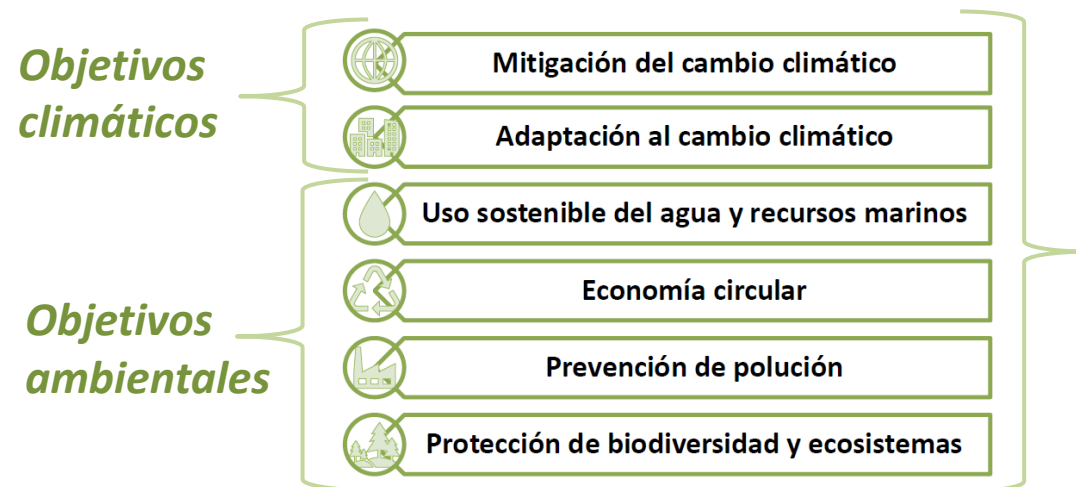 Objetivos
climáticos
Mitigación del cambio climático
Adaptación al cambio climático
Objetivos
ambientales
Uso sostenible del agua y recursos marinos
Economía circular
Prevención de polución
Protección de biodiversidad y ecosistemas